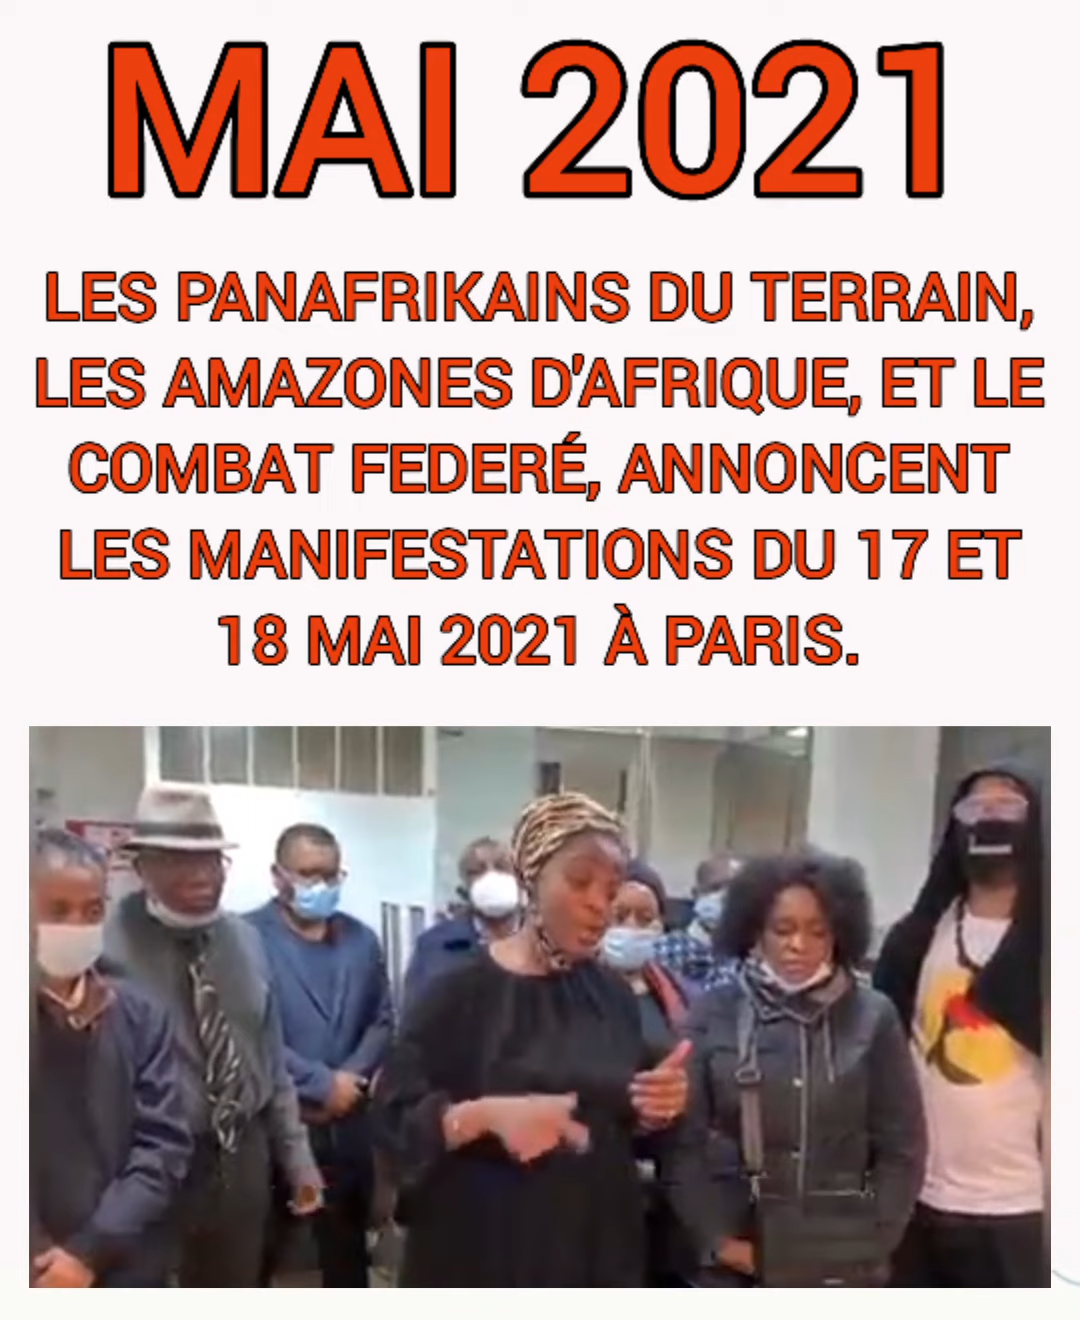 MAI 2021
LES PANAFRIKAINS DU TERRAIN,
LES AMAZONES D'AFRIQUE, ET LE
COMBAT FEDERÉ, ANNONCENT
LES MANIFESTATIONS DU 17 ET
18 MAI 2021 À PARIS.